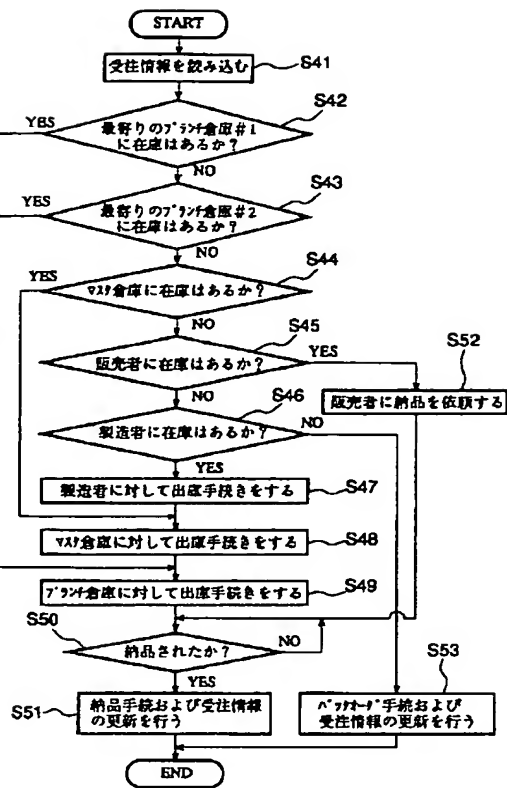 START
受注情報を読み込む
S41
S42
YES
最寄りのブランチ倉庫#1
に在庫はあるか?
NO
S43
YES
最寄りのブランチ倉庫#2
に在庫はあるか?
NO
S44
YES
マスタ倉庫に在庫はあるか?
NO
S45
販売者に在庫はあるか?
YES
S52
販売者に納品を依頼する
NO
S46
製造者に在庫はあるか?
NO
YES
製造者に対して出庫手続きをする
S47
マスタ倉庫に対して出庫手続きをする
S48
ブランチ倉庫に対して出庫手続きをする
S49
S50
納品されたか?
NO
YES
S53
S51
納品手続および受注情報
の更新を行う
バックオーダ手続および
受注情報の更新を行う
END